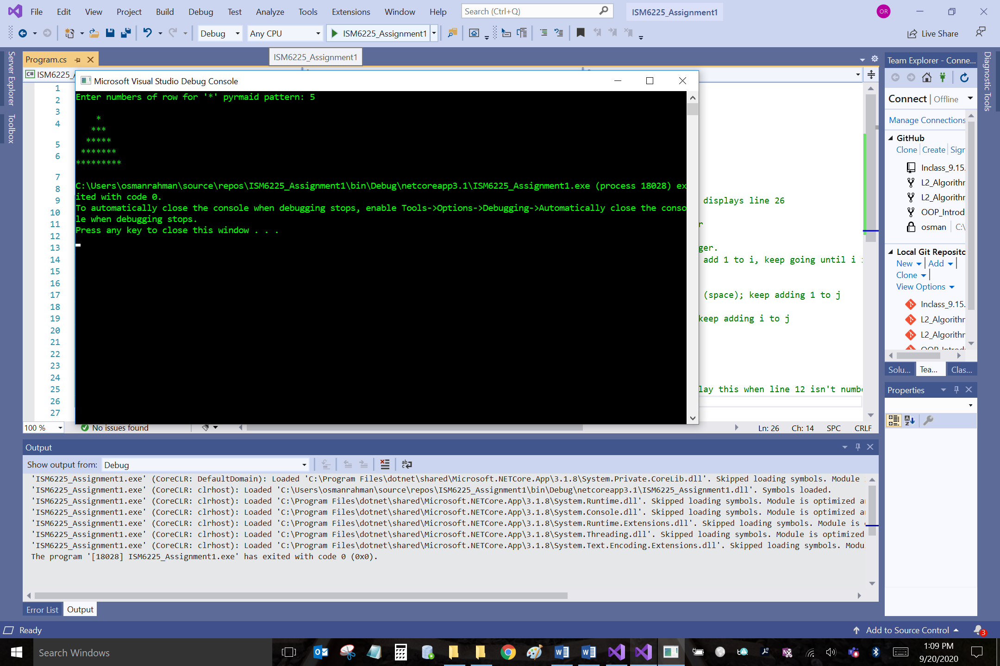 File Edit View Project Build Debug Test Analyze Tools Extensions Window Help Search (Ctrl+Q) ISM6225_Assignment1 OR
Debug Any CPU ISM6225_Assignment1 Live Share
Server Explorer
Toolbox
Program.cs
ISM6225_Assignment1
ISM6225_
Microsoft Visual Studio Debug Console
Enter numbers of row for '*' pyrmaid pattern: 5
*
***
*****
*******
*********
C:\Users\osmanrahman\source\repos\ISM6225_Assignment1\bin\Debug\netcoreapp3.1\ISM6225_Assignment1.exe (process 18028) ex
ited with code 0.
To automatically close the console when debugging stops, enable Tools->Options->Debugging->Automatically close the conso
le when debugging stops.
Press any key to close this window . . .
1
2
3
4
5
6
7
8
9
10
11
12
13
14
15
16
17
18
19
20
21
22
23
24
25
26
27
displays line 26
r
ger.
add 1 to i, keep going until i
(space); keep adding 1 to j
keep adding i to j
lay this when line 12 isn't numb
100 % No issues found Ln: 26 Ch: 14 SPC CRLF
Team Explorer - Conne...
Connect | Offline
Manage Connections
GitHub
Clone Create Sign
Inclass_9.15.
L2_Algorithm
L2_Algorithm
OOP_Introd
osman C:\
Local Git Reposito
New Add
Clone
View Options
Inclass_9.15.
L2_Algorithm
L2_Algorithm
OOP_Introd
Solu... Tea... Clas...
Properties
Diagnostic Tools
Output
Show output from: Debug
'ISM6225_Assignment1.exe' (CoreCLR: DefaultDomain): Loaded 'C:\Program Files\dotnet\shared\Microsoft.NETCore.App\3.1.8\System.Private.CoreLib.dll'. Skipped loading symbols. Module
'ISM6225_Assignment1.exe' (CoreCLR: clrhost): Loaded 'C:\Users\osmanrahman\source\repos\ISM6225_Assignment1\bin\Debug\netcoreapp3.1\ISM6225_Assignment1.dll'. Symbols loaded.
'ISM6225_Assignment1.exe' (CoreCLR: clrhost): Loaded 'C:\Program Files\dotnet\shared\Microsoft.NETCore.App\3.1.8\System.Runtime.dll'. Skipped loading symbols. Module is optimized a
'ISM6225_Assignment1.exe' (CoreCLR: clrhost): Loaded 'C:\Program Files\dotnet\shared\Microsoft.NETCore.App\3.1.8\System.Console.dll'. Skipped loading symbols. Module is optimized a
'ISM6225_Assignment1.exe' (CoreCLR: clrhost): Loaded 'C:\Program Files\dotnet\shared\Microsoft.NETCore.App\3.1.8\System.Runtime.Extensions.dll'. Skipped loading symbols. Module is
'ISM6225_Assignment1.exe' (CoreCLR: clrhost): Loaded 'C:\Program Files\dotnet\shared\Microsoft.NETCore.App\3.1.8\System.Threading.dll'. Skipped loading symbols. Module is optimized
'ISM6225_Assignment1.exe' (CoreCLR: clrhost): Loaded 'C:\Program Files\dotnet\shared\Microsoft.NETCore.App\3.1.8\System.Text.Encoding.Extensions.dll'. Skipped loading symbols. Modu
The program '[18028] ISM6225_Assignment1.exe' has exited with code 0 (0x0).
Error List Output
Ready Add to Source Control 3
Search Windows
1:09 PM
9/20/2020